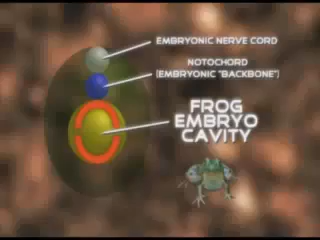 EMBRYONIC NERVE CORD
NOTOCHORD
(EMBRYONIC "BACKBONE")
FROG
EMBRYO
CAVITY